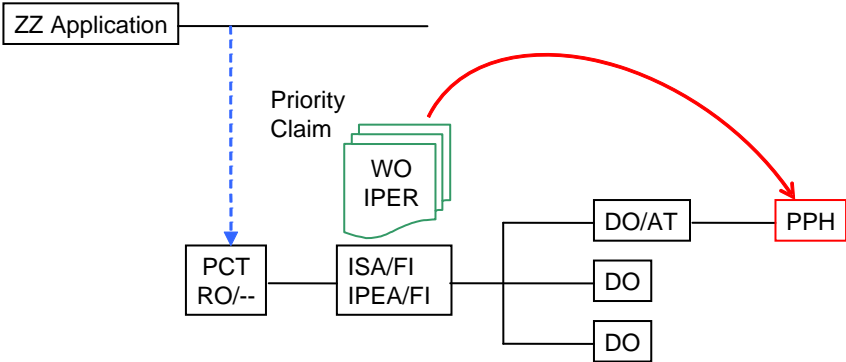 ZZ Application
Priority
Claim
WO
IPER
DO/AT
PPH
PCT
RO/--
ISA/FI
IPEA/FI
DO
DO